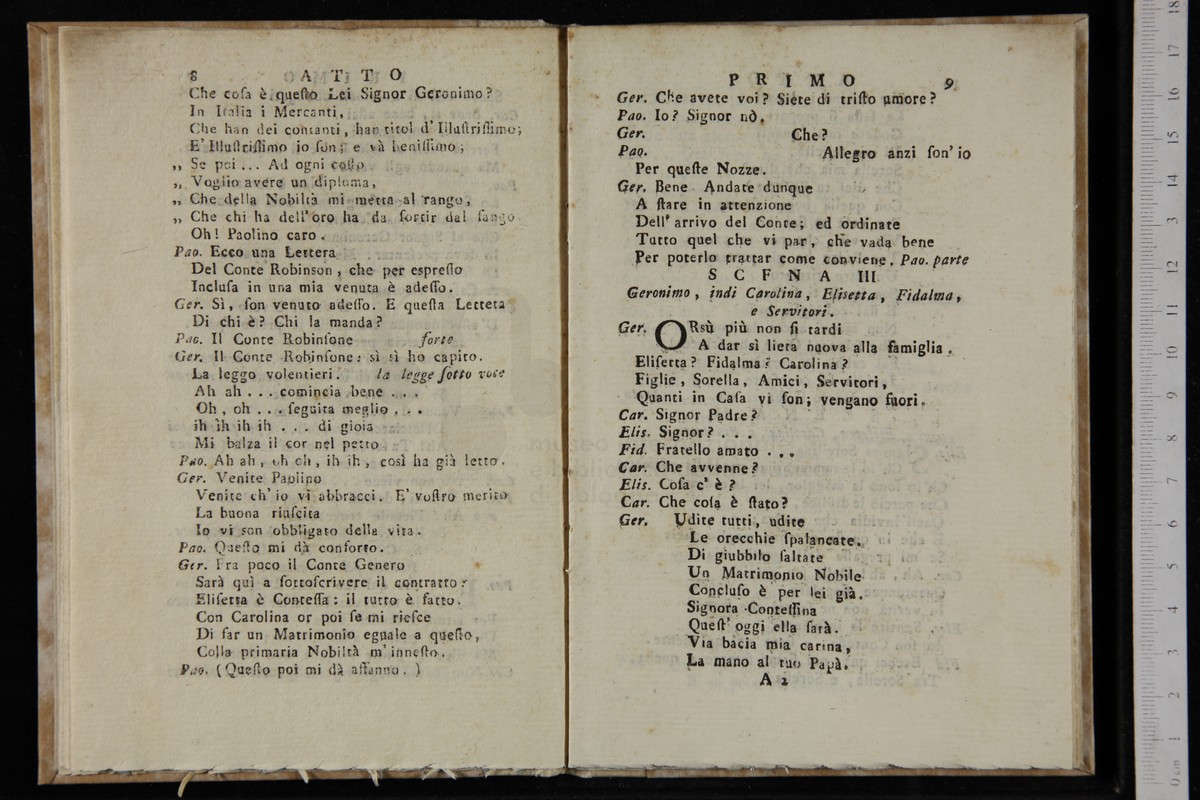 8 A T T O
Che coſa è queſto Lei Signor Geronimo?
In Italia i Mercanti,
Che han dei contanti, han titol d'Illuſtriſſimo;
E' Illuſtriſſimo io ſon; e và beniſſimo;
„ Se poi ... Ad ogni coſto
„ Voglio avere un diploma,
„ Che della Nobiltà mi metta al rango,
„ Che chi ha dell'oro ha da ſortir dal fango
Oh! Paolino caro.
Pao. Ecco una Lettera
Del Conte Robinson, che per eſpreſſo
Incluſa in una mia venuta è adeſſo.
Ger. Sì, ſon venuto adeſſo. E queſta Lettera
Di chi è? Chi la manda?
Pao. Il Conte Robinſone forte
Ger. Il Conte Robinſone: sì sì ho capito.
La leggo volentieri. la legge ſotto voce
Ah ah ... comincia bene ...
Oh, oh ... ſeguita meglio, ..
ih ih ih ih ... di gioia
Mi balza il cor nel petto
Pao. Ah ah, oh oh, ih ih, così ha già letto.
Ger. Venite Paolino
Venite ch' io vi abbracci. E' voſtro merito
La buona riuſcita
Io vi son obbligato della vita.
Pao. Queſto mi dà conforto.
Ger. Fra poco il Conte Genero
Sarà quì a ſottoſcrivere il contratto:
Eliſetta è Conteſſa: il tutto è fatto.
Con Carolina or poi ſe mi rieſce
Di far un Matrimonio eguale a queſto,
Colla primaria Nobiltà m'inneſto.
Pao. (Queſto poi mi dà affanno. )
P R I M O 9
Ger. Che avete voi? Siete di triſto umore?
Pao. Io? Signor nò.
Ger. Che?
Pao. Allegro anzi ſon' io
Per queſte Nozze.
Ger. Bene Andate dunque
A ſtare in attenzione
Dell' arrivo del Conte; ed ordinate
Tutto quel che vi par, che vada bene
Per poterlo trattar come conviene. Pao. parte
S C F N A III
Geronimo, indi Carolina, Elisetta, Fidalma,
e Servitori.
Ger. ORsù più non ſi tardi
A dar sì lieta nuova alla famiglia.
Eliſetta? Fidalma? Carolina?
Figlie, Sorella, Amici, Servitori,
Quanti in Caſa vi ſon; vengano fuori.
Car. Signor Padre?
Elis. Signor? ...
Fid. Fratello amato ...
Car. Che avvenne?
Elis. Coſa c' è?
Car. Che coſa è ſtato?
Ger. Udite tutti, udite
Le orecchie ſpalancate.
Di giubbilo ſaltate
Un Matrimonio Nobile
Concluſo è per lei già.
Signora Conteſſina
Queſt' oggi ella ſarà.
Via bacia mia carina,
La mano al tuo Papà.
A 2